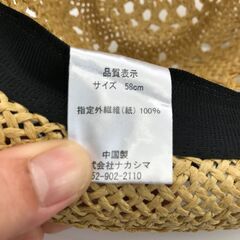 品質表示
サイズ 58cm
指定外繊維(紙) 100%
中国製
式会社ナカシマ
52-902-2110